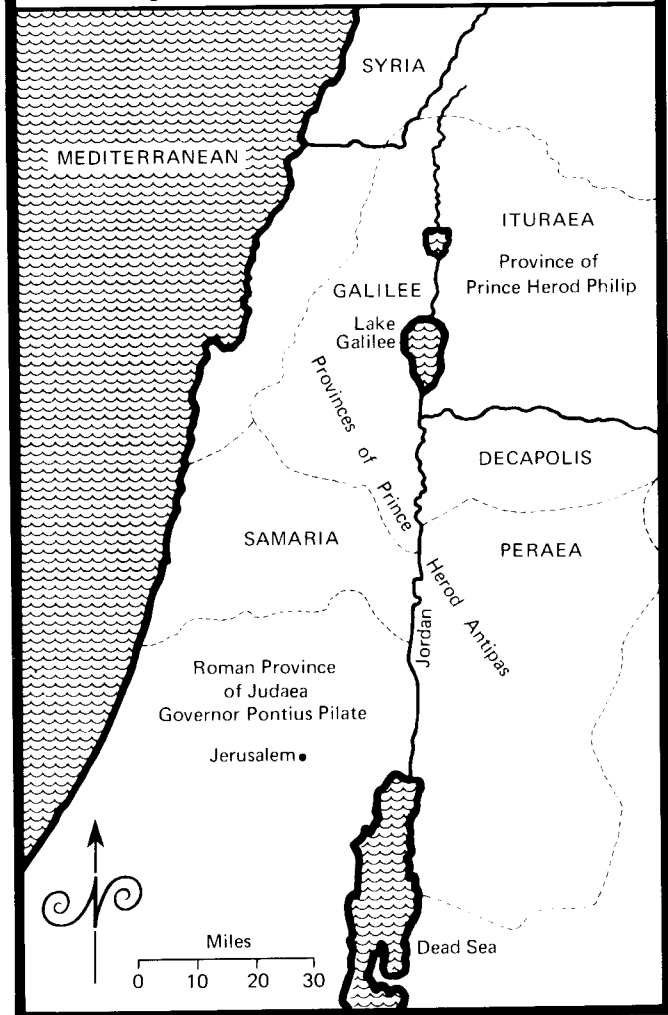 SYRIA
MEDITERRANEAN
ITURAEA
Province of
Prince Herod Philip
GALILEE
Lake
Galilee
Provinces of Prince
Herod Antipas
DECAPOLIS
SAMARIA
PERAEA
Jordan
Roman Province
of Judaea
Governor Pontius Pilate
Jerusalem
N
Dead Sea
Miles
0 10 20 30